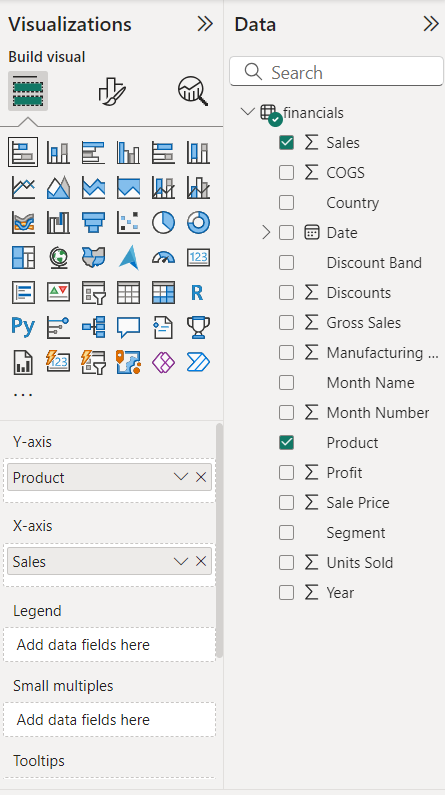 Visualizations
Build visual
123
R
Py
123
...
Y-axis
Product
X-axis
Sales
Legend
Add data fields here
Small multiples
Add data fields here
Tooltips
Data
Search
financials
Σ Sales
Σ COGS
Country
Date
Discount Band
Σ Discounts
Σ Gross Sales
Σ Manufacturing ...
Month Name
Σ Month Number
Product
Σ Profit
Σ Sale Price
Segment
Σ Units Sold
Σ Year